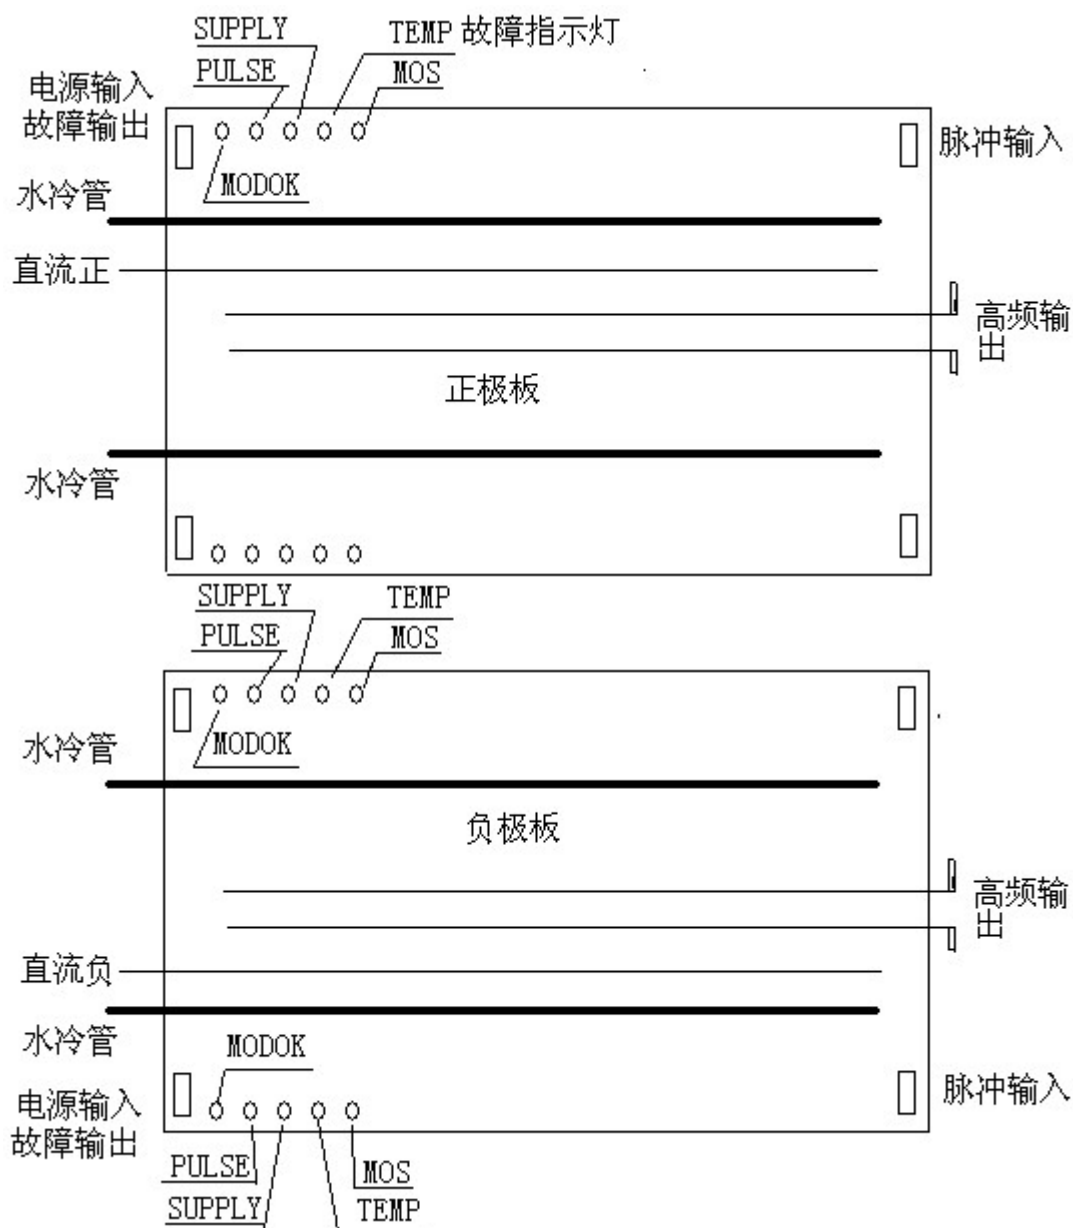 SUPPLY
TEMP 故障指示灯
PULSE
MOS
电源输入
故障输出
脉冲输入
MODOK
水冷管
直流正
高频输
出
正极板
水冷管
SUPPLY
TEMP
PULSE
MOS
MODOK
水冷管
负极板
高频输
出
直流负
水冷管
MODOK
电源输入
故障输出
脉冲输入
PULSE
MOS
SUPPLY
TEMP